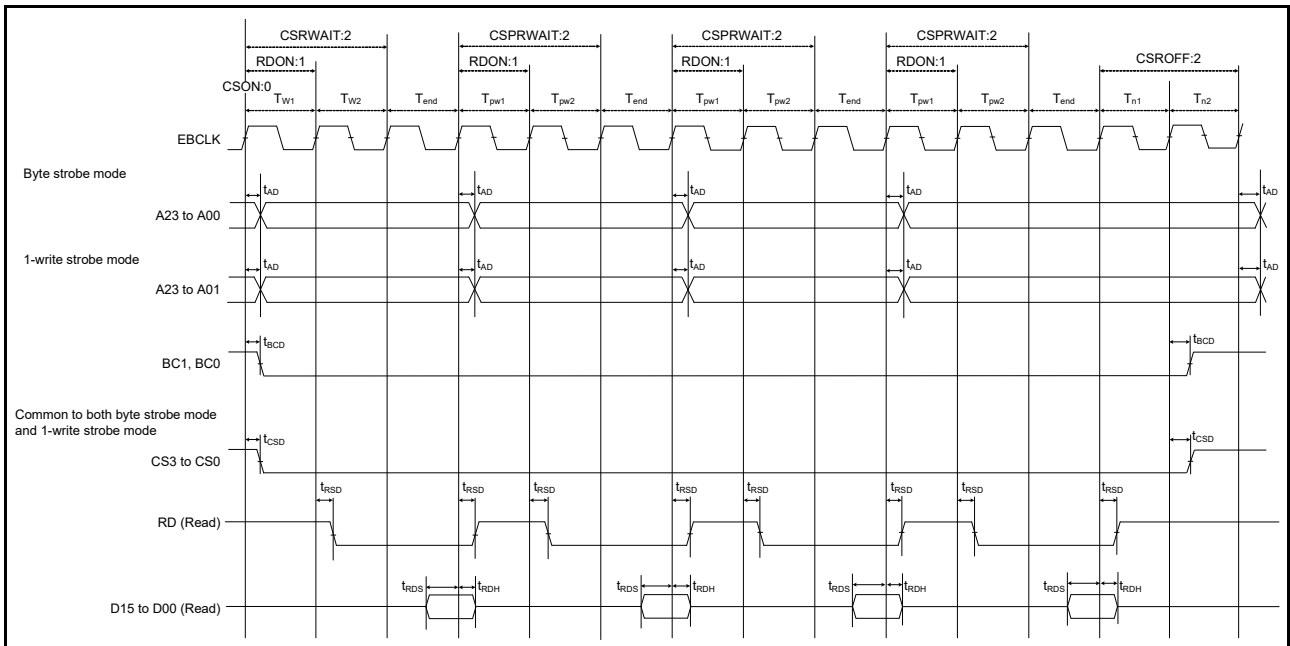 CSRWAIT:2 CSPRWAIT:2 CSPRWAIT:2 CSPRWAIT:2
RDON:1 RDON:1 RDON:1 RDON:1 CSROFF:2
CSON:0
TW1 TW2 Tend Tpw1 Tpw2 Tend Tpw1 Tpw2 Tend Tpw1 Tpw2 Tend Tn1 Tn2
EBCLK
Byte strobe mode
tAD tAD tAD tAD tAD
A23 to A00
1-write strobe mode
tAD tAD tAD tAD tAD
A23 to A01
tBCD tBCD
BC1, BC0
Common to both byte strobe mode
and 1-write strobe mode
tCSD tCSD
CS3 to CS0
tRSD tRSD tRSD tRSD tRSD tRSD tRSD tRSD
RD (Read)
tRDS tRDH tRDS tRDH tRDS tRDH tRDS tRDH
D15 to D00 (Read)